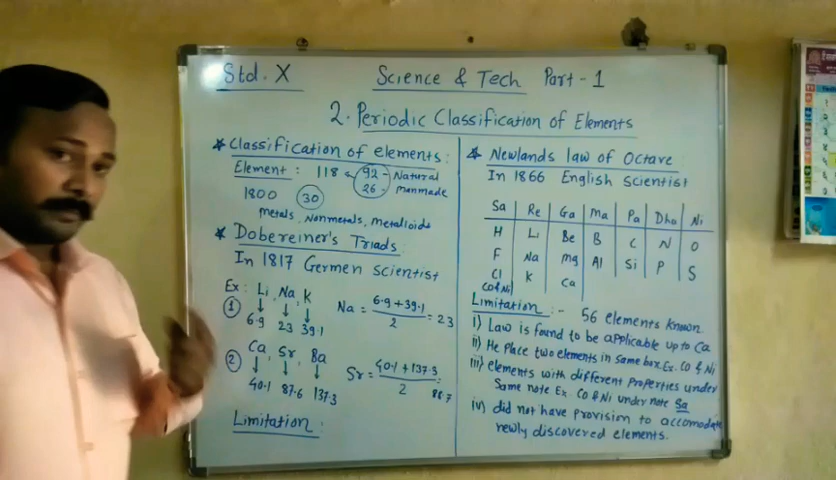 Std. X Science & Tech Part - 1
2. Periodic Classification of Elements
* Classification of elements:
Element : 118 92 - Natural
26 - manmade
1800 30
metals, Nonmetals, Metalloids
* Dobereiner's Triads
In 1817 Germen scientist
Ex: Li, Na, K
① 6.9 23 39.1
Na = 6.9 + 39.1 / 2 = 23
② Ca, Sr, Ba
40.1 87.6 137.3
Sr = 40.1 + 137.3 / 2 = 88.7
Limitation :
* Newlands law of Octave
In 1866 English scientist
Sa Re Ga Ma Pa Dha Ni
H Li Be B C N O
F Na Mg Al Si P S
Cl K Ca
CO & Ni
Limitation :- 56 elements known
i) Law is found to be applicable up to Ca
ii) He Place two elements in same box. Ex. CO & Ni
iii) elements with different Properties under
Same note Ex. CO & Ni under note Sa
iv) did not have provision to accomodate
newly discovered elements.